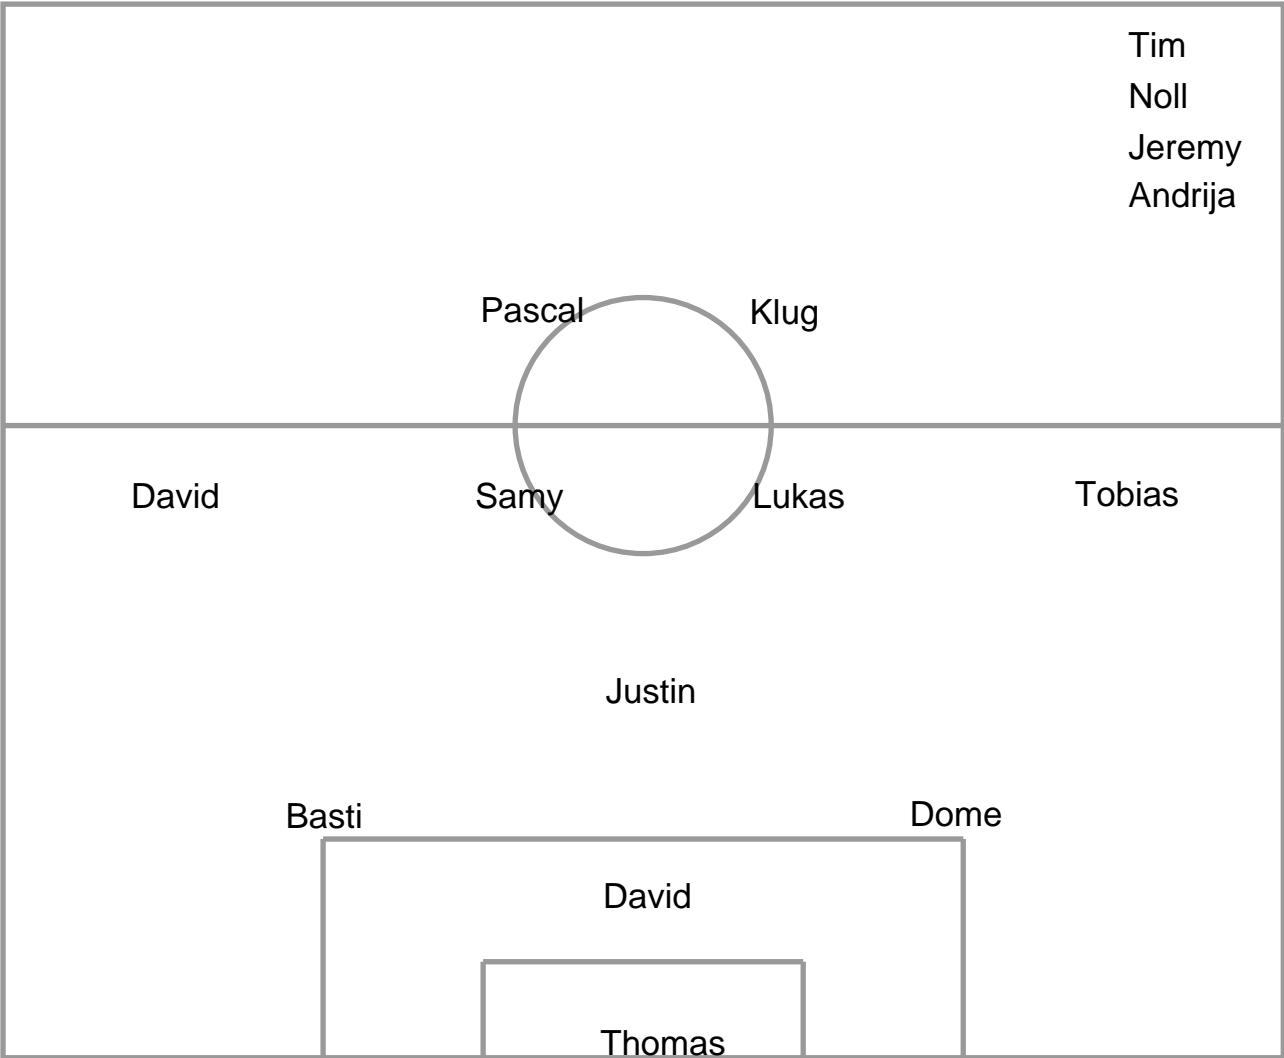 Tim
Noll
Jeremy
Andrija
Pascal Klug
David Samy Lukas Tobias
Justin
Basti Dome
David
Thomas